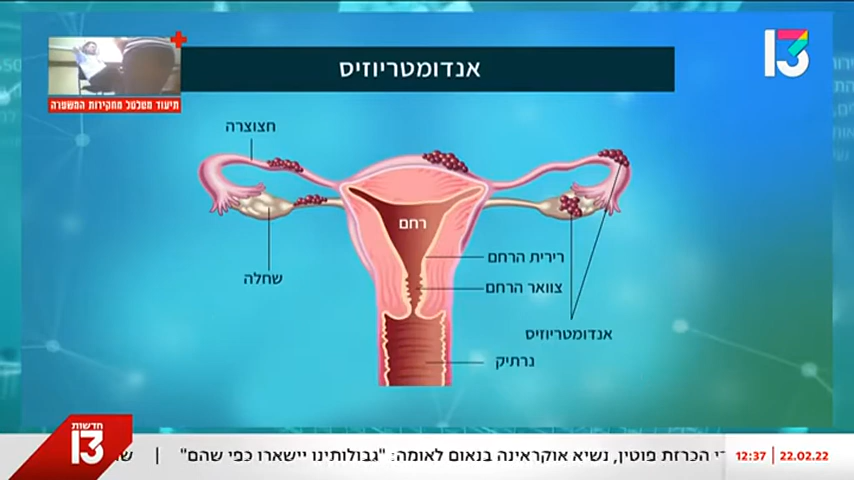 13
אנדומטריוזיס
תיעוד מטלטל מחקירות המשטרה
חצוצרה
רחם
שחלה
רירית הרחם
צוואר הרחם
אנדומטריוזיס
נרתיק
חדשות
13
22.02.22 | 12:37
הכרזת פוטין, נשיא אוקראינה בנאום לאומה: "גבולותינו יישארו כפי שהם" |